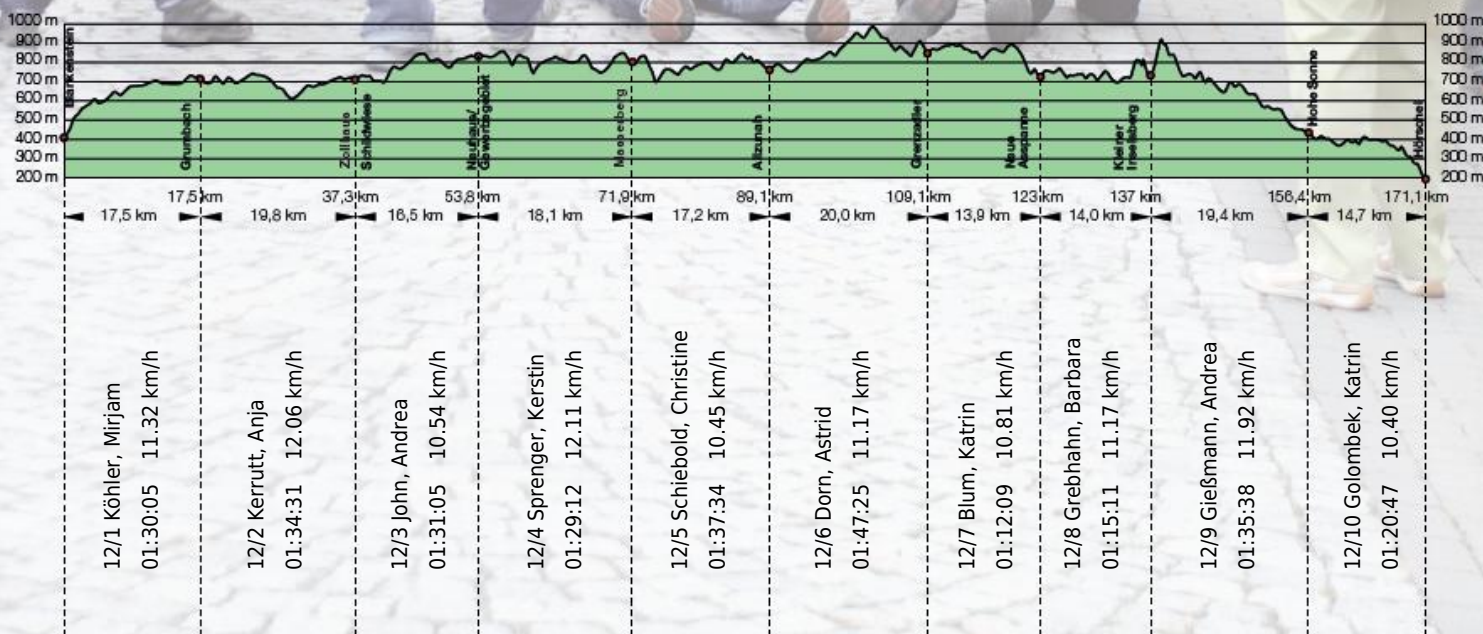 1000 m 1000 m
900 m 900 m
800 m 800 m
700 m 700 m
600 m 600 m
500 m 500 m
400 m 400 m
300 m 300 m
200 m 200 m
Blankenstein
Grumbach
Zollhaus
Schildwiese
Neuhaus/
Masserberg
Allzunah
Grenzadler
Neue
Ausspanne
Kleiner
Inselsberg
Hohe Sonne
Hörschel
17,5 km 37,3 km 53,8 km 71,9 km 89,1 km 109,1 km 123 km 137 km 156,4 km 171,1 km
17,5 km 19,8 km 16,5 km 18,1 km 17,2 km 20,0 km 13,9 km 14,0 km 19,4 km 14,7 km
12/1 Köhler, Mirjam
01:30:05 11.32 km/h
12/2 Kerrutt, Anja
01:34:31 12.06 km/h
12/3 John, Andrea
01:31:05 10.54 km/h
12/4 Sprenger, Kerstin
01:29:12 12.11 km/h
12/5 Schiebold, Christine
01:37:34 10.45 km/h
12/6 Dorn, Astrid
01:47:25 11.17 km/h
12/7 Blum, Katrin
01:12:09 10.81 km/h
12/8 Grebhahn, Barbara
01:15:11 11.17 km/h
12/9 Gießmann, Andrea
01:35:38 11.92 km/h
12/10 Golombek, Katrin
01:20:47 10.40 km/h